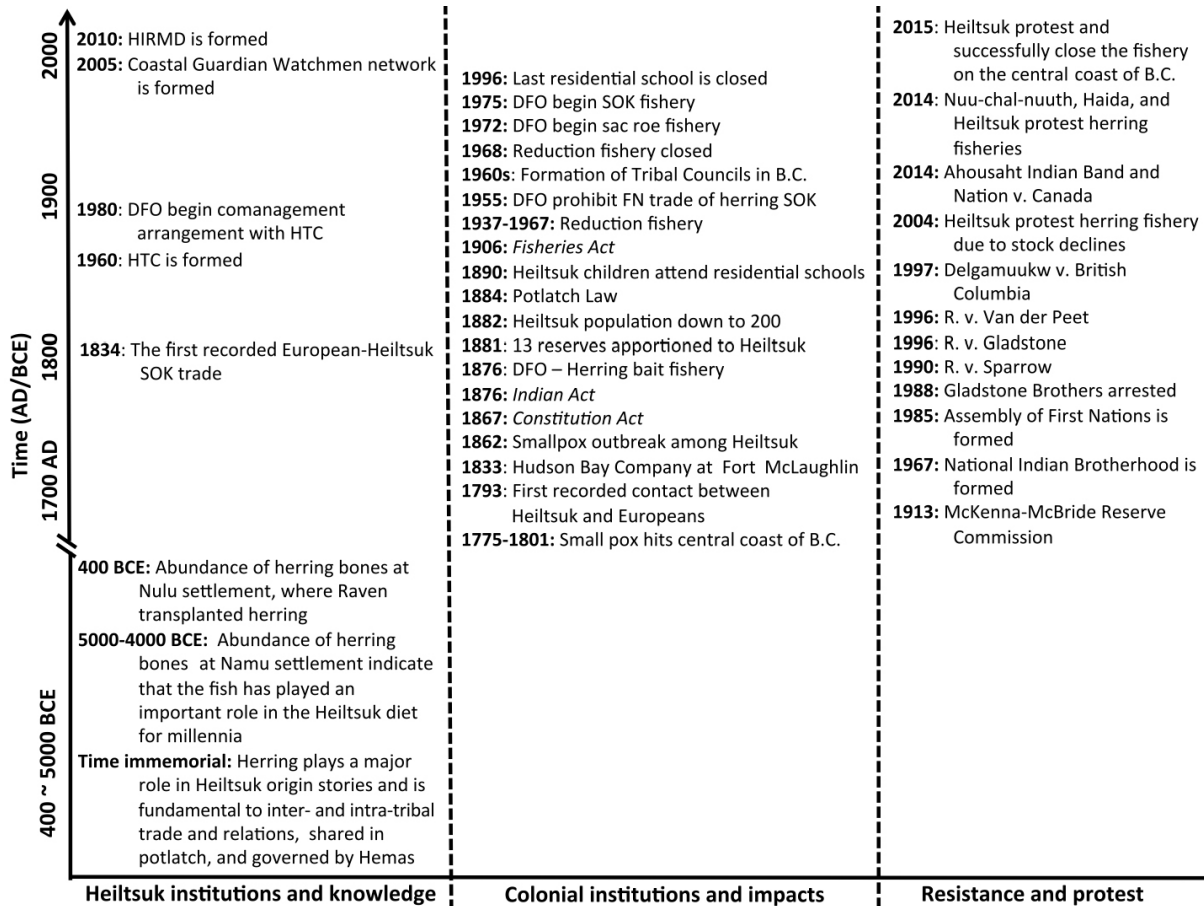 2010: HIRMD is formed
2005: Coastal Guardian Watchmen network
is formed
1980: DFO begin comanagement
arrangement with HTC
1960: HTC is formed
1834: The first recorded European-Heiltsuk
SOK trade
400 BCE: Abundance of herring bones at
Nulu settlement, where Raven
transplanted herring
5000-4000 BCE: Abundance of herring
bones at Namu settlement indicate
that the fish has played an
important role in the Heiltsuk diet
for millennia
Time immemorial: Herring plays a major
role in Heiltsuk origin stories and is
fundamental to inter- and intra-tribal
trade and relations, shared in
potlatch, and governed by Hemas
1996: Last residential school is closed
1975: DFO begin SOK fishery
1972: DFO begin sac roe fishery
1968: Reduction fishery closed
1960s: Formation of Tribal Councils in B.C.
1955: DFO prohibit FN trade of herring SOK
1937-1967: Reduction fishery
1906: Fisheries Act
1890: Heiltsuk children attend residential schools
1884: Potlatch Law
1882: Heiltsuk population down to 200
1881: 13 reserves apportioned to Heiltsuk
1876: DFO – Herring bait fishery
1876: Indian Act
1867: Constitution Act
1862: Smallpox outbreak among Heiltsuk
1833: Hudson Bay Company at Fort McLaughlin
1793: First recorded contact between
Heiltsuk and Europeans
1775-1801: Small pox hits central coast of B.C.
2015: Heiltsuk protest and
successfully close the fishery
on the central coast of B.C.
2014: Nuu-chal-nuuth, Haida, and
Heiltsuk protest herring
fisheries
2014: Ahousaht Indian Band and
Nation v. Canada
2004: Heiltsuk protest herring fishery
due to stock declines
1997: Delgamuukw v. British
Columbia
1996: R. v. Van der Peet
1996: R. v. Gladstone
1990: R. v. Sparrow
1988: Gladstone Brothers arrested
1985: Assembly of First Nations is
formed
1967: National Indian Brotherhood is
formed
1913: McKenna-McBride Reserve
Commission
Time (AD/BCE)
2000
1900
1800
1700 AD
400 ~ 5000 BCE
Heiltsuk institutions and knowledge
Colonial institutions and impacts
Resistance and protest